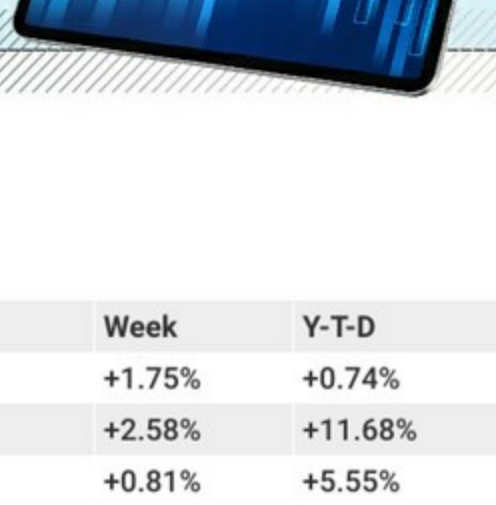 Week Y-T-D
+1.75% +0.74%
+2.58% +11.68%
+0.81% +5.55%